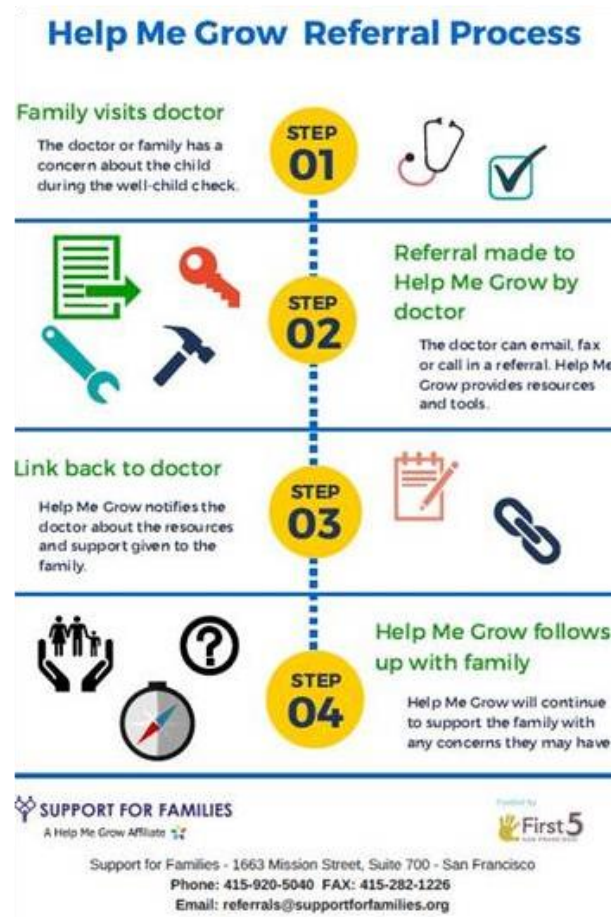 Help Me Grow Referral Process
Family visits doctor
The doctor or family has a
concern about the child
during the well-child check.
STEP
01
STEP
02
Referral made to
Help Me Grow by
doctor
The doctor can email, fax
or call in a referral. Help Me
Grow provides resources
and tools.
Link back to doctor
Help Me Grow notifies the
doctor about the resources
and support given to the
family.
STEP
03
STEP
04
Help Me Grow follows
up with family
Help Me Grow will continue
to support the family with
any concerns they may have
SUPPORT FOR FAMILIES
A Help Me Grow Affiliate
Funded by
First 5
SAN FRANCISCO
Support for Families - 1663 Mission Street, Suite 700 - San Francisco
Phone: 415-920-5040 FAX: 415-282-1226
Email: referrals@supportforfamilies.org